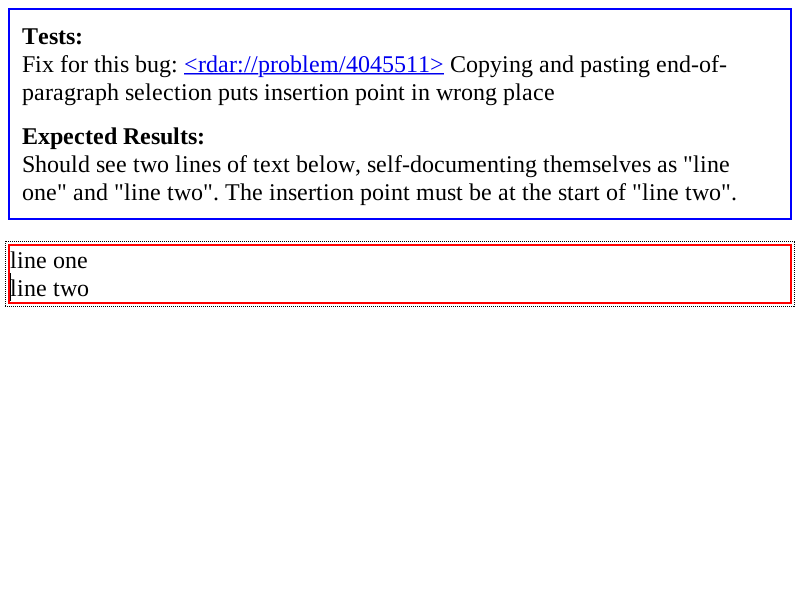 Tests:
Fix for this bug: <rdar://problem/4045511> Copying and pasting end-of-
paragraph selection puts insertion point in wrong place
Expected Results:
Should see two lines of text below, self-documenting themselves as "line
one" and "line two". The insertion point must be at the start of "line two".
line one
line two